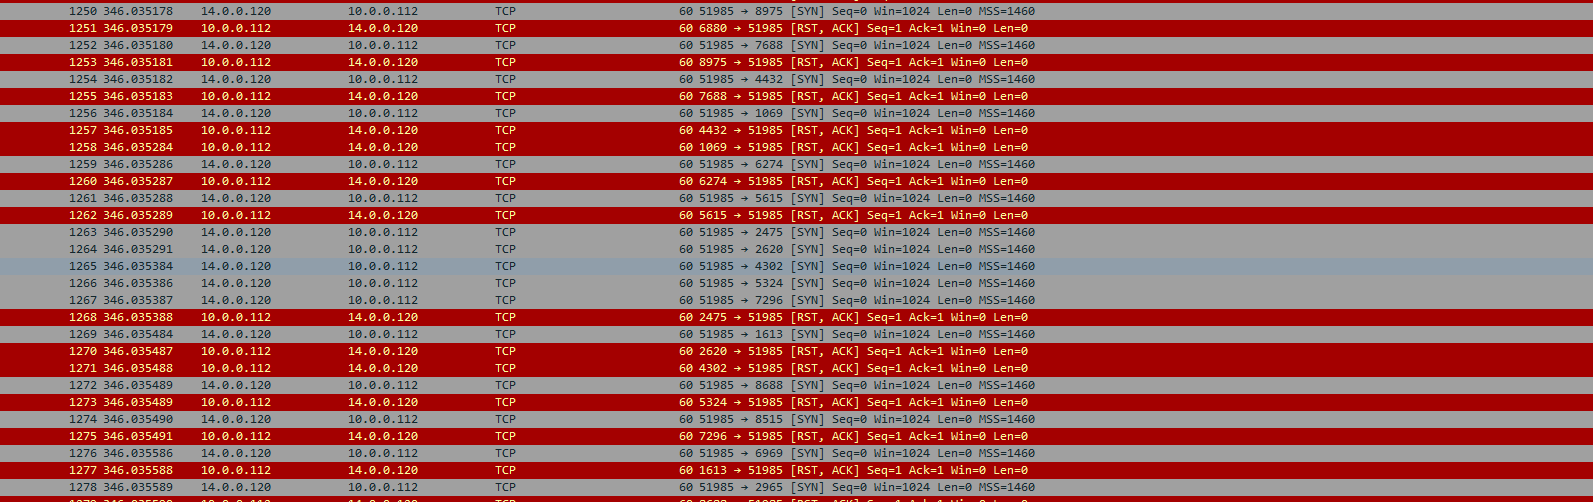 1250 346.035178 14.0.0.120 10.0.0.112 TCP 60 51985 → 8975 [SYN] Seq=0 Win=1024 Len=0 MSS=1460
1251 346.035179 10.0.0.112 14.0.0.120 TCP 60 6880 → 51985 [RST, ACK] Seq=1 Ack=1 Win=0 Len=0
1252 346.035180 14.0.0.120 10.0.0.112 TCP 60 51985 → 7688 [SYN] Seq=0 Win=1024 Len=0 MSS=1460
1253 346.035181 10.0.0.112 14.0.0.120 TCP 60 8975 → 51985 [RST, ACK] Seq=1 Ack=1 Win=0 Len=0
1254 346.035182 14.0.0.120 10.0.0.112 TCP 60 51985 → 4432 [SYN] Seq=0 Win=1024 Len=0 MSS=1460
1255 346.035183 10.0.0.112 14.0.0.120 TCP 60 7688 → 51985 [RST, ACK] Seq=1 Ack=1 Win=0 Len=0
1256 346.035184 14.0.0.120 10.0.0.112 TCP 60 51985 → 1069 [SYN] Seq=0 Win=1024 Len=0 MSS=1460
1257 346.035185 10.0.0.112 14.0.0.120 TCP 60 4432 → 51985 [RST, ACK] Seq=1 Ack=1 Win=0 Len=0
1258 346.035284 10.0.0.112 14.0.0.120 TCP 60 1069 → 51985 [RST, ACK] Seq=1 Ack=1 Win=0 Len=0
1259 346.035286 14.0.0.120 10.0.0.112 TCP 60 51985 → 6274 [SYN] Seq=0 Win=1024 Len=0 MSS=1460
1260 346.035287 10.0.0.112 14.0.0.120 TCP 60 6274 → 51985 [RST, ACK] Seq=1 Ack=1 Win=0 Len=0
1261 346.035288 14.0.0.120 10.0.0.112 TCP 60 51985 → 5615 [SYN] Seq=0 Win=1024 Len=0 MSS=1460
1262 346.035289 10.0.0.112 14.0.0.120 TCP 60 5615 → 51985 [RST, ACK] Seq=1 Ack=1 Win=0 Len=0
1263 346.035290 14.0.0.120 10.0.0.112 TCP 60 51985 → 2475 [SYN] Seq=0 Win=1024 Len=0 MSS=1460
1264 346.035291 14.0.0.120 10.0.0.112 TCP 60 51985 → 2620 [SYN] Seq=0 Win=1024 Len=0 MSS=1460
1265 346.035384 14.0.0.120 10.0.0.112 TCP 60 51985 → 4302 [SYN] Seq=0 Win=1024 Len=0 MSS=1460
1266 346.035386 14.0.0.120 10.0.0.112 TCP 60 51985 → 5324 [SYN] Seq=0 Win=1024 Len=0 MSS=1460
1267 346.035387 14.0.0.120 10.0.0.112 TCP 60 51985 → 7296 [SYN] Seq=0 Win=1024 Len=0 MSS=1460
1268 346.035388 10.0.0.112 14.0.0.120 TCP 60 2475 → 51985 [RST, ACK] Seq=1 Ack=1 Win=0 Len=0
1269 346.035484 14.0.0.120 10.0.0.112 TCP 60 51985 → 1613 [SYN] Seq=0 Win=1024 Len=0 MSS=1460
1270 346.035487 10.0.0.112 14.0.0.120 TCP 60 2620 → 51985 [RST, ACK] Seq=1 Ack=1 Win=0 Len=0
1271 346.035488 10.0.0.112 14.0.0.120 TCP 60 4302 → 51985 [RST, ACK] Seq=1 Ack=1 Win=0 Len=0
1272 346.035489 14.0.0.120 10.0.0.112 TCP 60 51985 → 8688 [SYN] Seq=0 Win=1024 Len=0 MSS=1460
1273 346.035489 10.0.0.112 14.0.0.120 TCP 60 5324 → 51985 [RST, ACK] Seq=1 Ack=1 Win=0 Len=0
1274 346.035490 14.0.0.120 10.0.0.112 TCP 60 51985 → 8515 [SYN] Seq=0 Win=1024 Len=0 MSS=1460
1275 346.035491 10.0.0.112 14.0.0.120 TCP 60 7296 → 51985 [RST, ACK] Seq=1 Ack=1 Win=0 Len=0
1276 346.035586 14.0.0.120 10.0.0.112 TCP 60 51985 → 6969 [SYN] Seq=0 Win=1024 Len=0 MSS=1460
1277 346.035588 10.0.0.112 14.0.0.120 TCP 60 1613 → 51985 [RST, ACK] Seq=1 Ack=1 Win=0 Len=0
1278 346.035589 14.0.0.120 10.0.0.112 TCP 60 51985 → 2965 [SYN] Seq=0 Win=1024 Len=0 MSS=1460